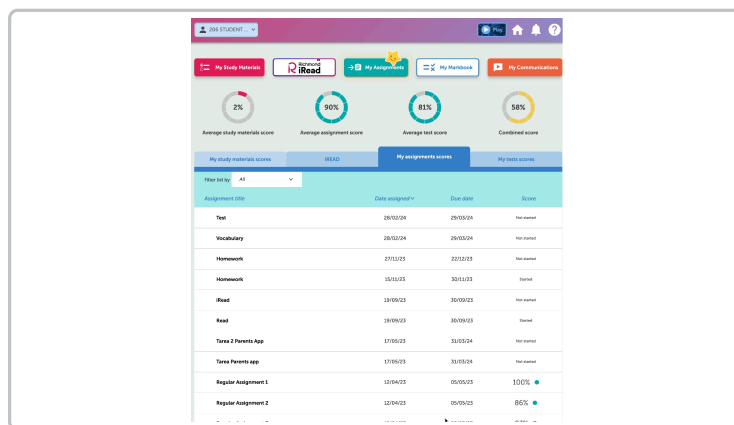 206 STUDENT ...
Play
?
My Study Materials
Richmond
iRead
My Assignments
My Markbook
My Communications
2%
90%
81%
58%
Average study materials score
Average assignment score
Average test score
Combined score
My study materials scores
IREAD
My assignments scores
My tests scores
Filter list by All
Assignment title Date assigned Due date Score
Test 28/02/24 29/03/24 Not started
Vocabulary 28/02/24 29/03/24 Not started
Homework 27/11/23 22/12/23 Not started
Homework 15/11/23 30/11/23 Started
iRead 19/09/23 30/09/23 Not started
Read 19/09/23 30/09/23 Started
Tarea 2 Parents App 17/05/23 31/03/24 Not started
Tarea Parents app 17/05/23 31/03/24 Not started
Regular Assignment 1 12/04/23 05/05/23 100%
Regular Assignment 2 12/04/23 05/05/23 86%